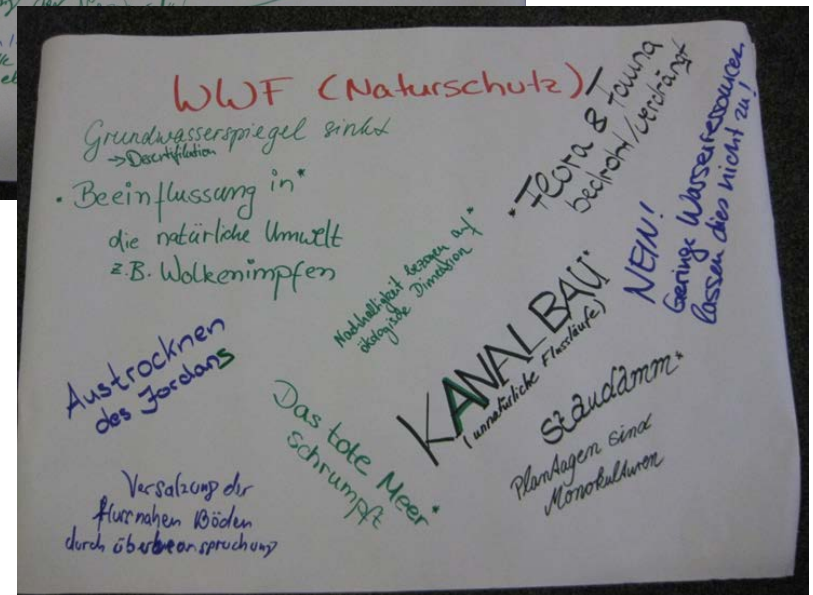 WWF (Naturschutz)
Grundwasserspiegel sinkt
→ Desertifikation
• Beeinflussung in*
die natürliche Umwelt
z.B. Wolkenimpfen
Nachhaltigkeit bezogen auf
ökologische Dimension *
* Flora & Fauna
bedroht/verdrängt
NEIN!
Geringe Wasserressourcen
lassen dies nicht zu!
Austrocknen
des Jordans
Das tote Meer*
schrumpft
KANALBAU*
(unnatürliche Flussläufe)
Staudamm*
Plantagen sind
Monokulturen
Versalzung der
flussnahen Böden
durch überbeanspruchung